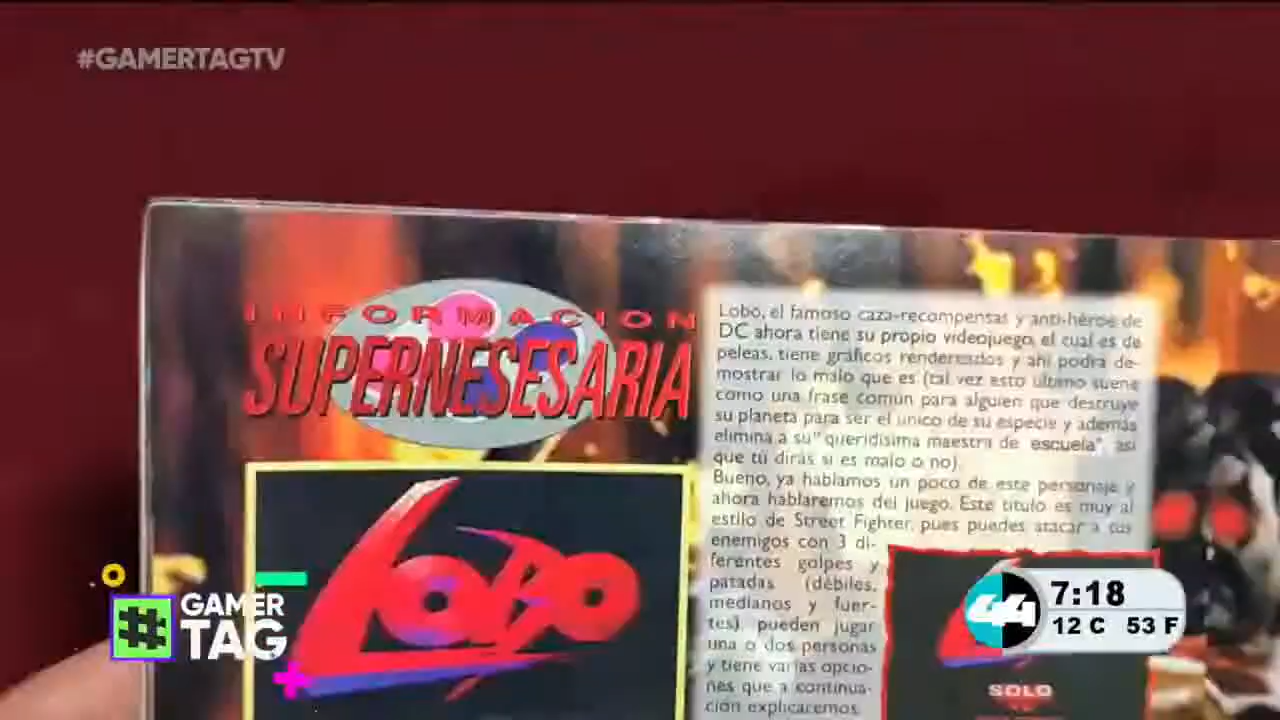 #GAMERTAGTV
INFORMACION
SUPERNESESARIA
Lobo
Lobo, el famoso caza-recompensas y anti-héroe de
DC ahora tiene su propio videojuego, el cual es de
peleas, tiene gráficos rendereados y ahí podrá de-
mostrar lo malo que es (tal vez esto último suene
como una frase común para alguien que destruye
su planeta para ser el único de su especie y además
elimina a su "queridísima maestra de escuela", así
que tú dirás si es malo o no).
Bueno, ya hablamos un poco de este personaje y
ahora hablaremos del juego. Este título es muy al
estilo de Street Fighter, pues puedes atacar a tus
enemigos con 3 di-
ferentes golpes y
patadas (débiles,
medianos y fuer-
tes), pueden jugar
una o dos personas
y tiene varias opcio-
nes que a continua-
ción explicaremos.
SOLO
# GAMER
TAG
44
7:18
12 C 53 F